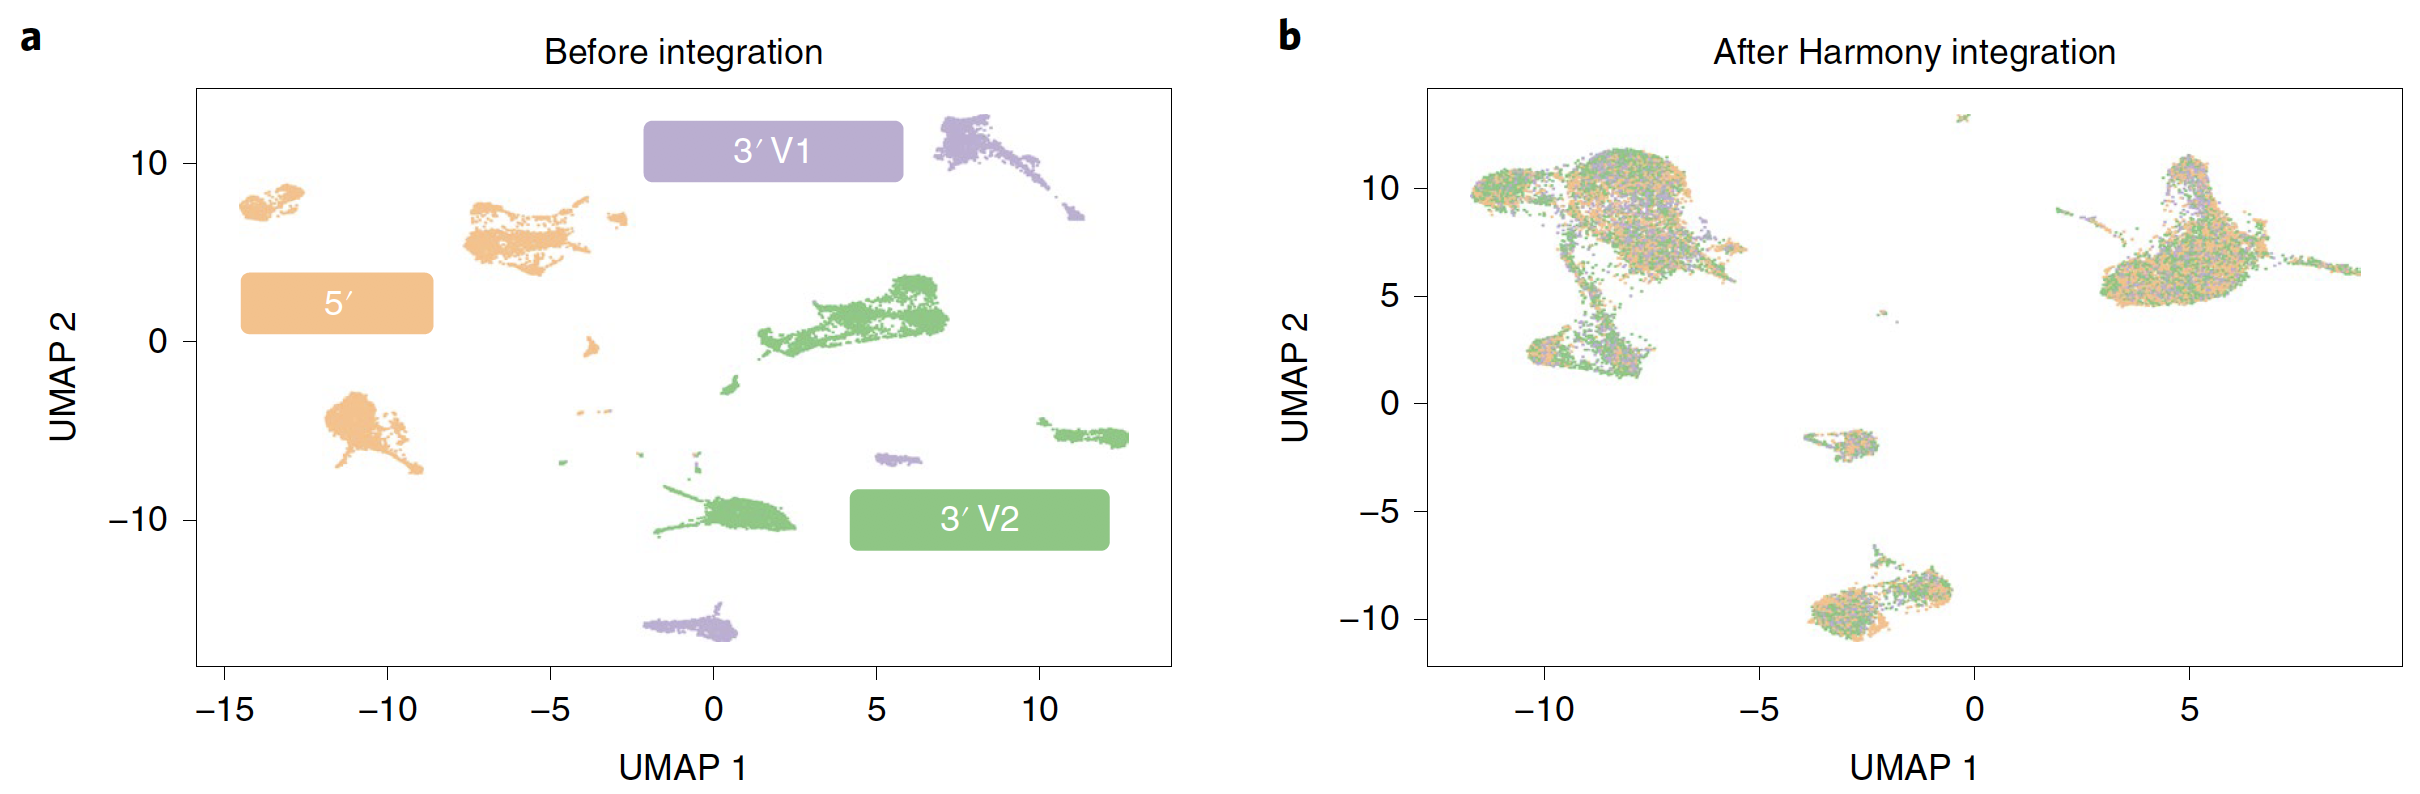 a
Before integration
3′ V1
5′
3′ V2
10
0
−10
−15 −10 −5 0 5 10
UMAP 2
UMAP 1
b
After Harmony integration
10
5
0
−5
−10
−10 −5 0 5
UMAP 2
UMAP 1